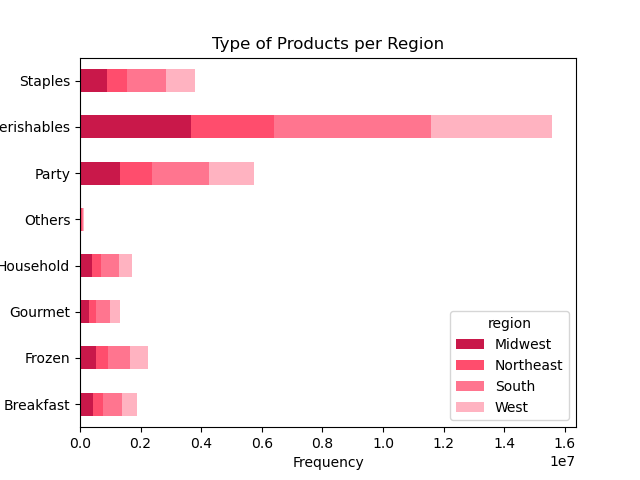 Type of Products per Region
Staples
erishables
Party
Others
Household
Gourmet
Frozen
Breakfast
region
Midwest
Northeast
South
West
0.0 0.2 0.4 0.6 0.8 1.0 1.2 1.4 1.6
1e7
Frequency